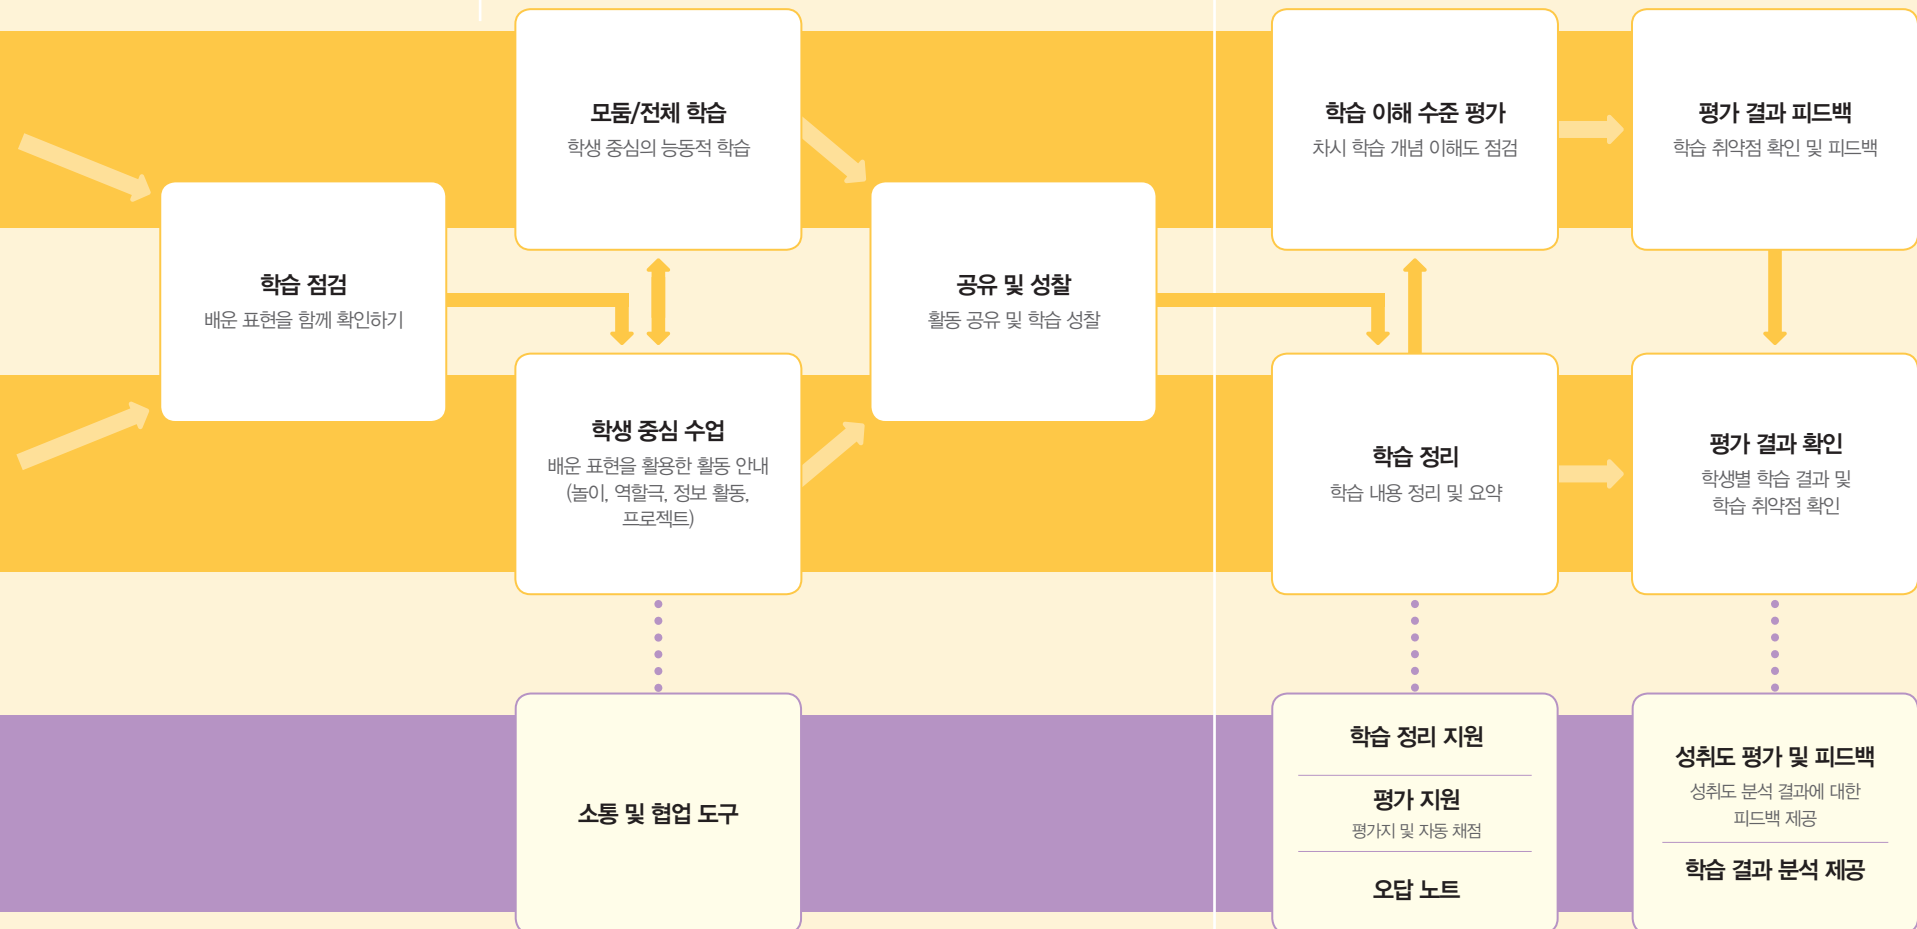 모둠/전체 학습
학생 중심의 능동적 학습
학습 이해 수준 평가
차시 학습 개념 이해도 점검
평가 결과 피드백
학습 취약점 확인 및 피드백
학습 점검
배운 표현을 함께 확인하기
공유 및 성찰
활동 공유 및 학습 성찰
학생 중심 수업
배운 표현을 활용한 활동 안내
(놀이, 역할극, 정보 활동,
프로젝트)
학습 정리
학습 내용 정리 및 요약
평가 결과 확인
학생별 학습 결과 및
학습 취약점 확인
소통 및 협업 도구
학습 정리 지원
평가 지원
평가지 및 자동 채점
오답 노트
성취도 평가 및 피드백
성취도 분석 결과에 대한
피드백 제공
학습 결과 분석 제공